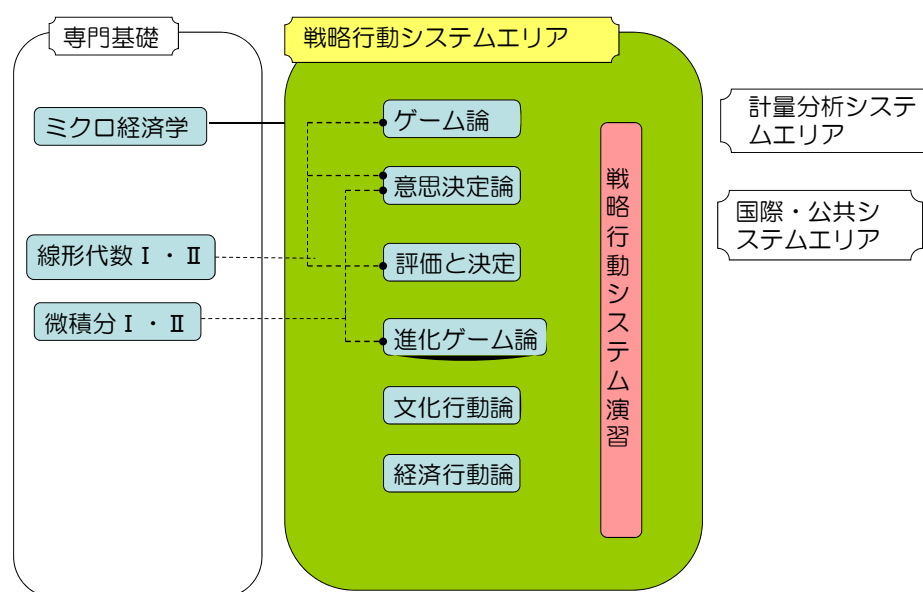 専門基礎
ミクロ経済学
線形代数Ⅰ・Ⅱ
微積分Ⅰ・Ⅱ
戦略行動システムエリア
ゲーム論
意思決定論
評価と決定
進化ゲーム論
文化行動論
経済行動論
戦略行動システム演習
計量分析システ
ムエリア
国際・公共シ
ステムエリア